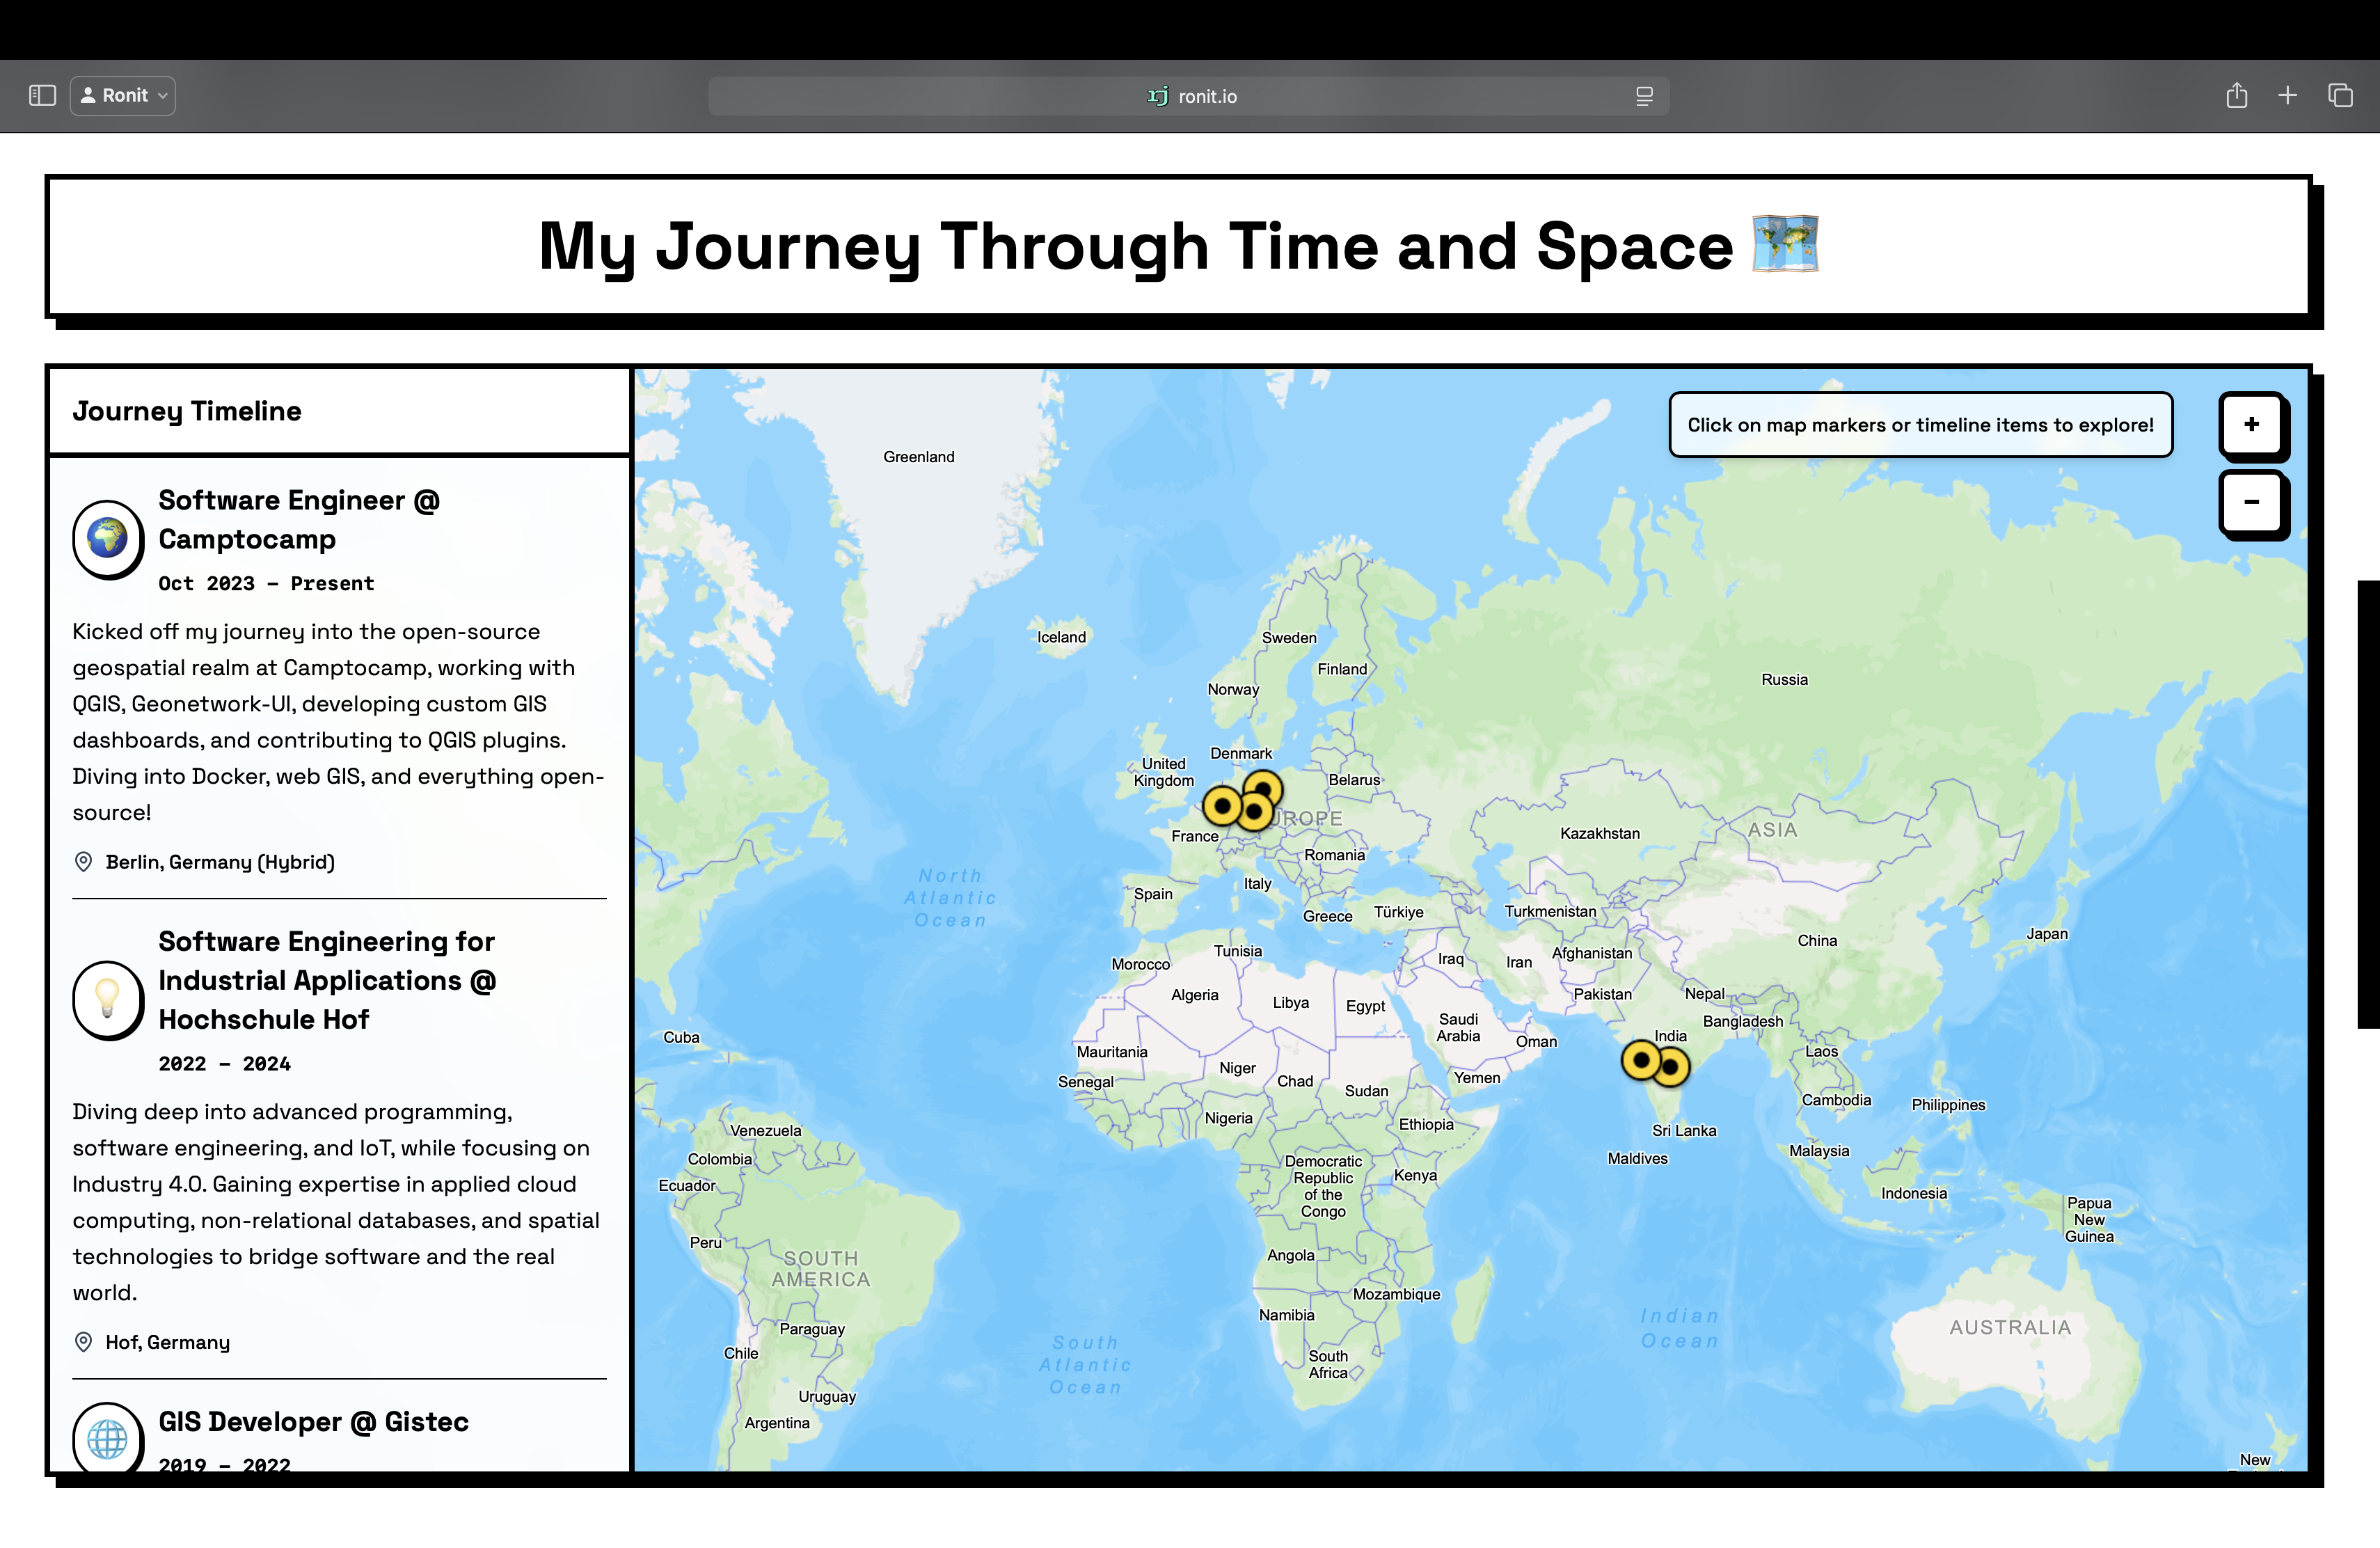 Ronit
rj ronit.io
My Journey Through Time and Space
Journey Timeline
Software Engineer @
Camptocamp
Oct 2023 – Present
Kicked off my journey into the open-source
geospatial realm at Camptocamp, working with
QGIS, Geonetwork-UI, developing custom GIS
dashboards, and contributing to QGIS plugins.
Diving into Docker, web GIS, and everything open-
source!
Berlin, Germany (Hybrid)
Software Engineering for
Industrial Applications @
Hochschule Hof
2022 – 2024
Diving deep into advanced programming,
software engineering, and IoT, while focusing on
Industry 4.0. Gaining expertise in applied cloud
computing, non-relational databases, and spatial
technologies to bridge software and the real
world.
Hof, Germany
GIS Developer @ Gistec
2019 – 2022
Click on map markers or timeline items to explore!
+
−
Greenland
Iceland
Sweden
Finland
Norway
Russia
Denmark
United
Kingdom
Belarus
France
Kazakhstan
ASIA
Romania
North
Atlantic
Ocean
Spain
Italy
Greece
Türkiye
Turkmenistan
China
Japan
Tunisia
Morocco
Iraq
Iran
Afghanistan
Algeria
Libya
Egypt
Pakistan
Nepal
Saudi
Arabia
Oman
India
Bangladesh
Cuba
Mauritania
Niger
Laos
Senegal
Chad
Sudan
Yemen
Cambodia
Philippines
Nigeria
Ethiopia
Venezuela
Sri Lanka
Colombia
Maldives
Malaysia
Democratic
Republic
of the
Congo
Kenya
Ecuador
Indonesia
Papua
New
Guinea
Peru
Angola
SOUTH
AMERICA
Mozambique
Namibia
Indian
Ocean
Paraguay
AUSTRALIA
Chile
South
Atlantic
Ocean
South
Africa
Uruguay
Argentina
New